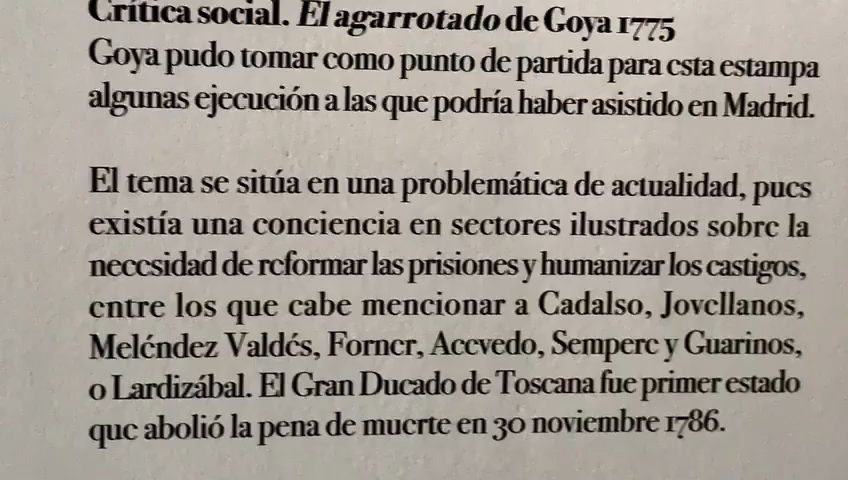 Crítica social. El agarrotado de Goya 1775
Goya pudo tomar como punto de partida para esta estampa
algunas ejecución a las que podría haber asistido en Madrid.
El tema se sitúa en una problemática de actualidad, pues
existía una conciencia en sectores ilustrados sobre la
necesidad de reformar las prisiones y humanizar los castigos,
entre los que cabe mencionar a Cadalso, Jovellanos,
Meléndez Valdés, Forner, Acevedo, Sempere y Guarinos,
o Lardizábal. El Gran Ducado de Toscana fue primer estado
que abolió la pena de muerte en 30 noviembre 1786.